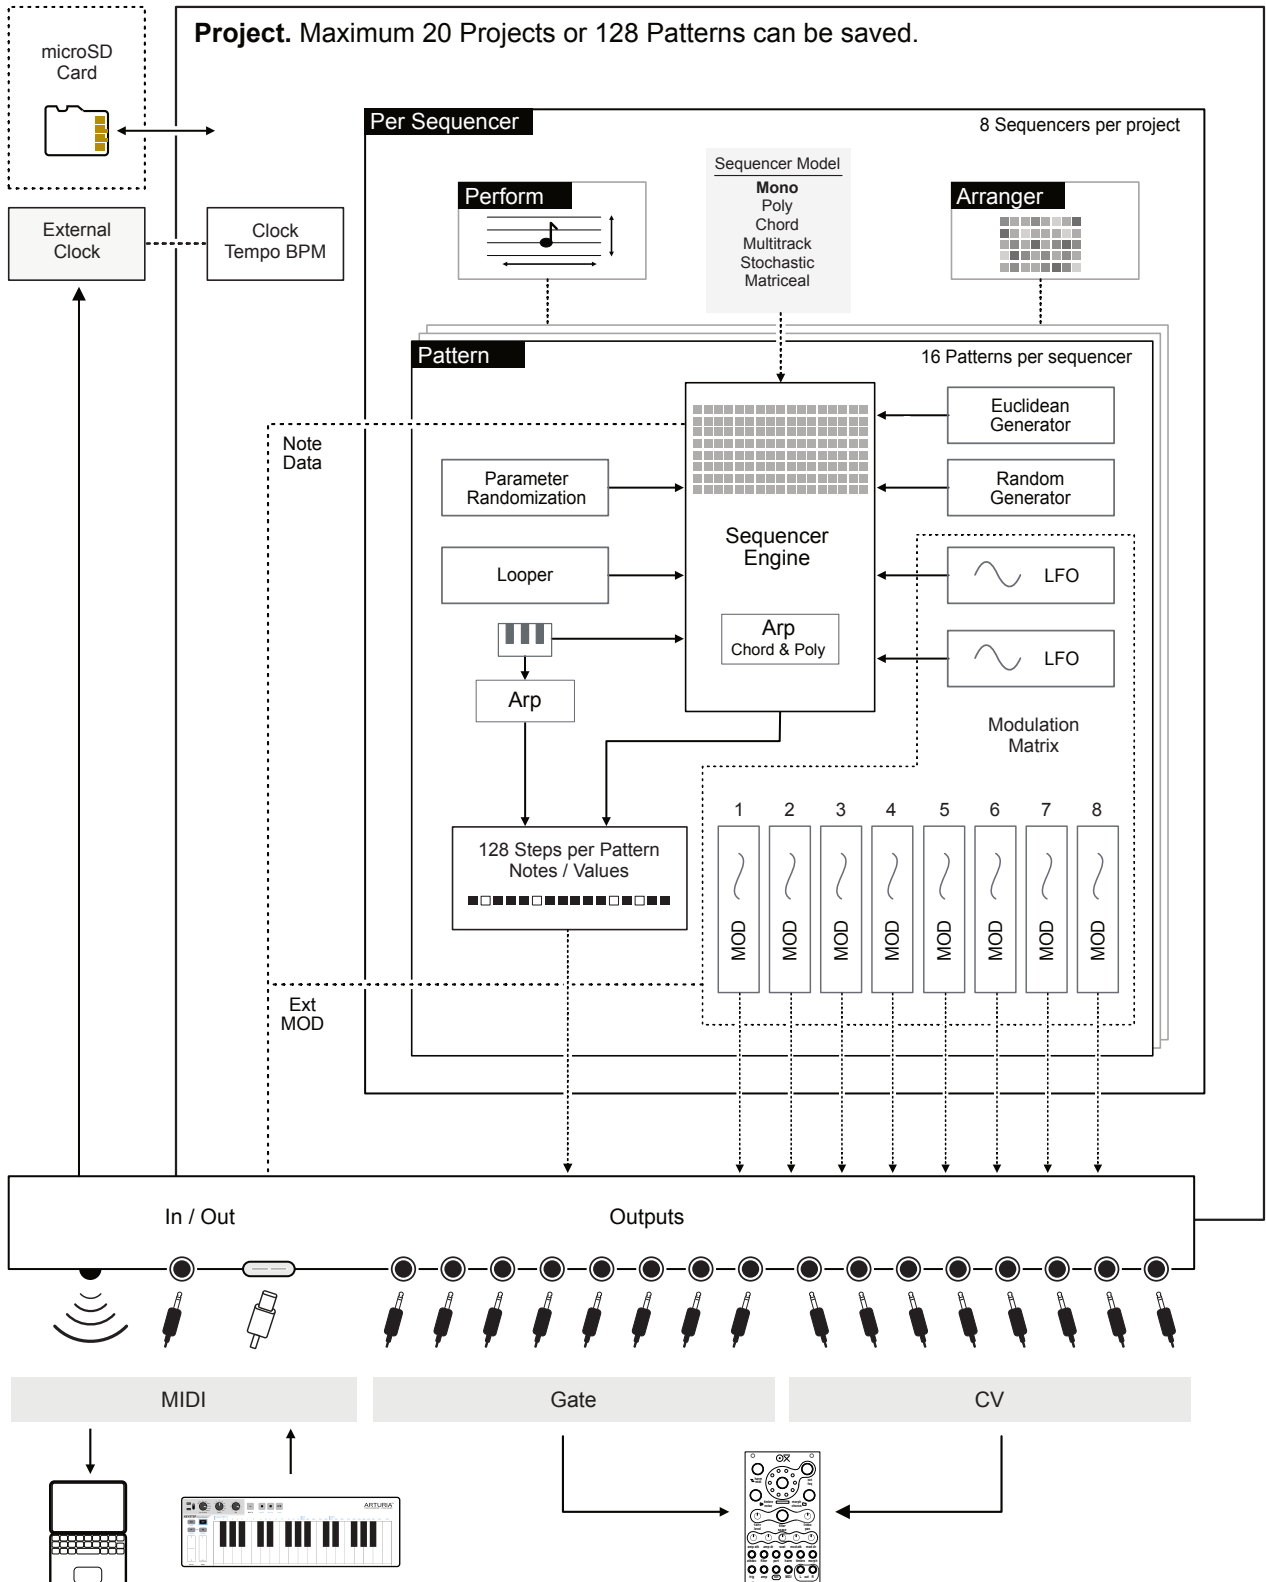 Project. Maximum 20 Projects or 128 Patterns can be saved.
microSD
Card
Per Sequencer
8 Sequencers per project
Sequencer Model
Mono
Poly
Chord
Multitrack
Stochastic
Matriceal
Perform
Arranger
External
Clock
Clock
Tempo BPM
Pattern
16 Patterns per sequencer
Euclidean
Generator
Note
Data
Parameter
Randomization
Random
Generator
Sequencer
Engine
Looper
LFO
Arp
Chord & Poly
LFO
Arp
Modulation
Matrix
1 2 3 4 5 6 7 8
128 Steps per Pattern
Notes / Values
MOD MOD MOD MOD MOD MOD MOD MOD
Ext
MOD
In / Out
Outputs
MIDI
Gate
CV
ARTURIA